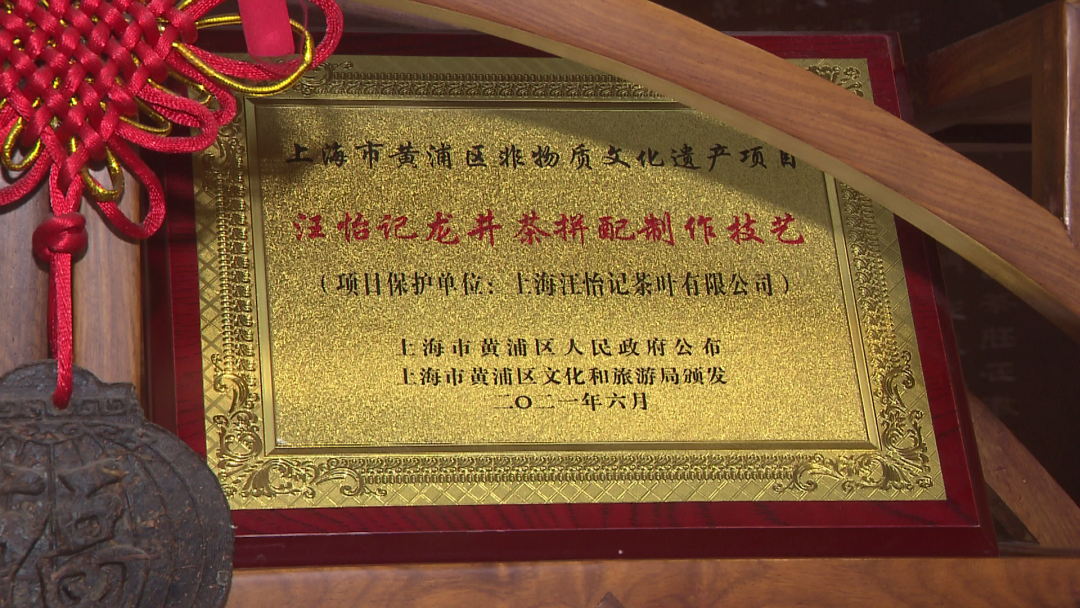 上海市黄浦区非物质文化遗产项目
汪怡记龙井茶拼配制作技艺
（项目保护单位：上海汪怡记茶叶有限公司）
上海市黄浦区人民政府公布
上海市黄浦区文化和旅游局颁发
二〇二一年六月